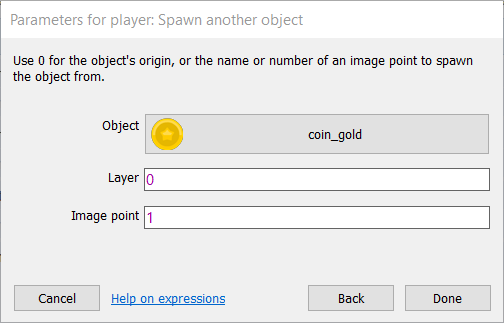 Parameters for player: Spawn another object
Use 0 for the object's origin, or the name or number of an image point to spawn
the object from.
Object
coin_gold
Layer
0
Image point
1
Cancel
Help on expressions
Back
Done